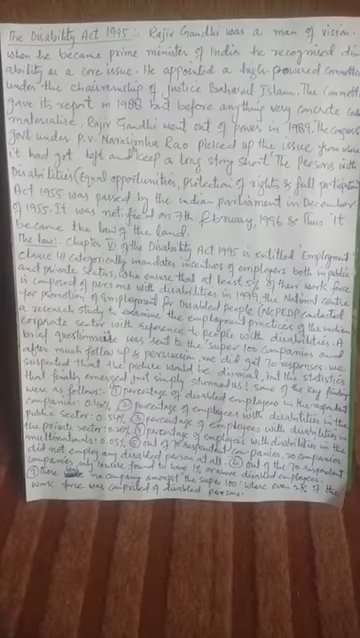 The Disability Act 1995 :- Rajiv Gandhi was a man of vision.
when he became prime minister of India he recognised dis
ability as a core issue. He appointed a high powered committe
under the chairmanship of justice Baharul Islam. The Committe
gave its report in 1988 but before anything very concrete could
materialise. Rajiv Gandhi went out of power in 1989. The congress
govt under P.V. Narasimha Rao picked up the issue from where
it had got left and keep a long story short. The Persons with
Disabilities (Equal opportunities, protection of rights & full participation
Act 1955 was passed by the indian parliament in December
of 1955. It was notified on 7th february, 1996 & Thus it
became the law of the land.
The law: Chapter VI of the Disability Act 1995 is entitled 'Employment'
clause 41 categorically mandates incentives of employers both in public
and private sectors, to ensure that at least 5% of their work force
is composed of persons with disabilities in 1999, the National Centre
for promotion of Employment for Disabled People (NCPEDP) conducted
a research study to examine the employment practices of the indian
corporate sector with reference to people with disabilities. A
brief questionnaire was sent to the 'super 100' companies and
after much follow up & persuasion, we did get 70 responses. we
suspected that the picture would be dismal, but the statistics
that finally emerged just simply stunned us! Some of the key findings
were as follows:- ① percentage of disabled employees in the respondent
companies: 0.40%. ② percentage of employees with disabilities in the
public sector: 0.54% ③ percentage of employees with disabilities in
the private sector: 0.28% ④ percentage of employees with disabilities in the
multinationals: 0.05% ⑤ out of 70 respondent companies, 20 companies
did not employ any disabled person at all. ⑥ out of the 70 respondent
companies only were found to have 1% or above disabled employees.
⑦ there no company amongst the 'super 100' where even 2% of the
work force was comprised of disabled persons.